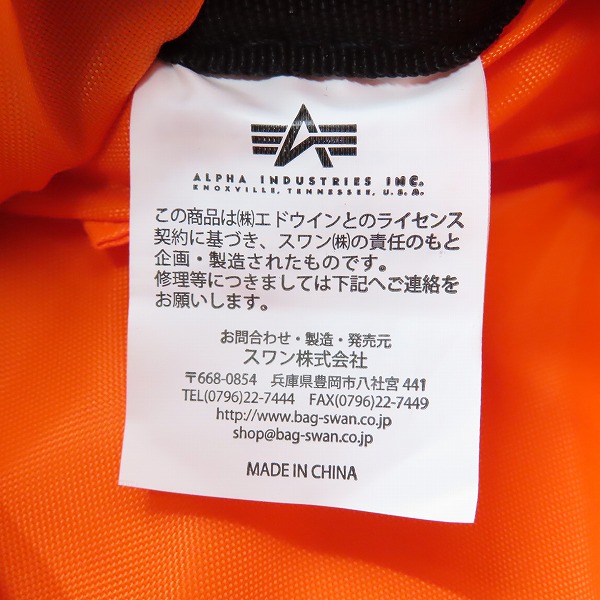 ALPHA INDUSTRIES INC.
KNOXVILLE, TENNESSEE, U.S.A.
この商品は㈱エドウインとのライセンス
契約に基づき、スワン㈱の責任のもと
企画・製造されたものです。
修理等につきましては下記へご連絡を
お願いします。
お問合わせ・製造・発売元
スワン株式会社
〒668-0854 兵庫県豊岡市八社宮 441
TEL(0796)22-7444 FAX(0796)22-7449
http://www.bag-swan.co.jp
shop@bag-swan.co.jp
MADE IN CHINA